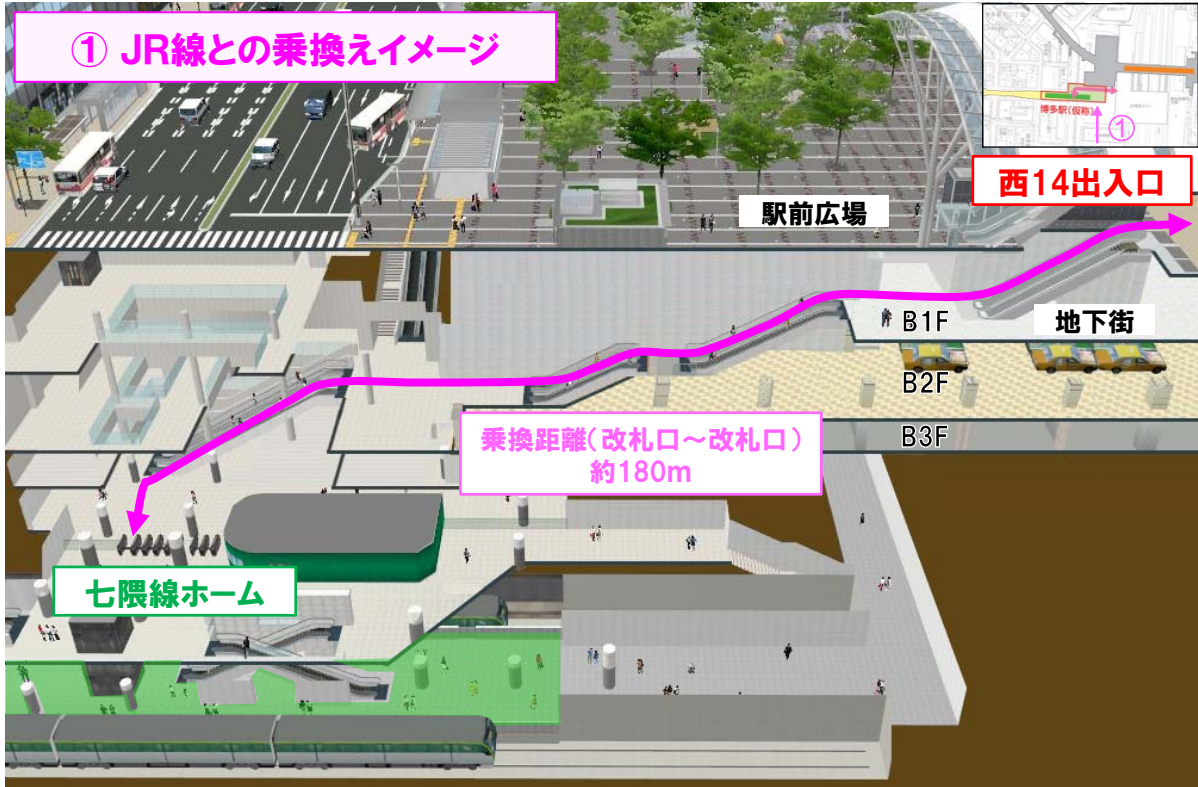 ① JR線との乗換えイメージ
博多駅(仮称)
①
西14出入口
駅前広場
B1F
地下街
B2F
B3F
乗換距離(改札口～改札口)
約180m
七隈線ホーム